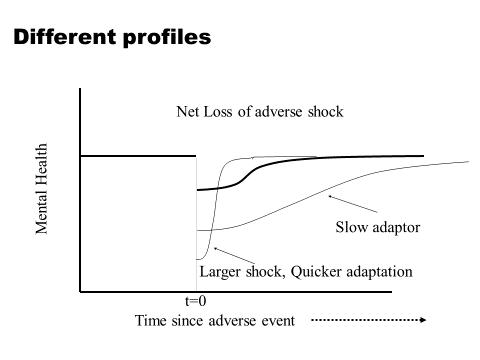 Different profiles
Net Loss of adverse shock
Mental Health
Slow adaptor
Larger shock, Quicker adaptation
t=0
Time since adverse event